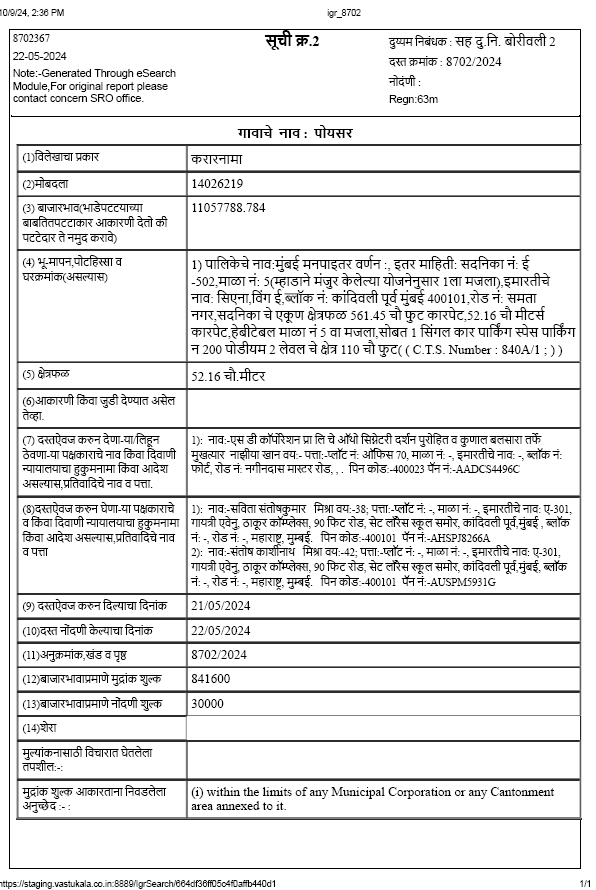 10/9/24, 2:36 PM igr_8702
8702367
22-05-2024
Note:-Generated Through eSearch
Module,For original report please
contact concern SRO office.
सूची क्र.2
दुय्यम निबंधक : सह दु.नि. बोरीवली 2
दस्त क्रमांक : 8702/2024
नोदंणी :
Regn:63m
गावाचे नाव : पोयसर
(1)विलेखाचा प्रकार करारनामा
(2)मोबदला 14026219
(3) बाजारभाव(भाडेपटटयाच्या
बाबतितपटटाकार आकारणी देतो की
पटटेदार ते नमुद करावे)
11057788.784
(4) भू-मापन,पोटहिस्सा व
घरक्रमांक(असल्यास)
1) पालिकेचे नाव:मुंबई मनपाइतर वर्णन :, इतर माहिती: सदनिका नं: ई
-502,माळा नं: 5(म्हाडाने मंजुर केलेल्या योजनेनुसार 1ला मजला),इमारतीचे
नाव: सिएना,विंग ई,ब्लॉक नं: कांदिवली पूर्व मुंबई 400101,रोड नं: समता
नगर,सदनिका चे एकूण क्षेत्रफळ 561.45 चौ फुट कारपेट,52.16 चौ मीटर्स
कारपेट,हेबीटेबल माळा नं 5 वा मजला,सोबत 1 सिंगल कार पार्किंग स्पेस पार्किंग
न 200 पोडीयम 2 लेवल चे क्षेत्र 110 चौ फुट( ( C.T.S. Number : 840A/1 ; ) )
(5) क्षेत्रफळ 52.16 चौ.मीटर
(6)आकारणी किंवा जुडी देण्यात असेल
तेव्हा.
(7) दस्तऐवज करुन देणा-या/लिहून
ठेवणा-या पक्षकाराचे नाव किंवा दिवाणी
न्यायालयाचा हुकुमनामा किंवा आदेश
असल्यास,प्रतिवादिचे नाव व पत्ता.
1): नाव:-एस डी कॉर्पोरेशन प्रा लि चे ऑथो सिग्नेटरी दर्शन पुरोहित व कुणाल बलसारा तर्फे
मुखत्यार नाझीया खान वय:- पत्ता:-प्लॉट नं: ऑफिस 70, माळा नं: -, इमारतीचे नाव: -, ब्लॉक नं:
फोर्ट, रोड नं: नगीनदास मास्टर रोड, , . पिन कोड:-400023 पॅन नं:-AADCS4496C
(8)दस्तऐवज करुन घेणा-या पक्षकाराचे
व किंवा दिवाणी न्यायालयाचा हुकुमनामा
किंवा आदेश असल्यास,प्रतिवादिचे नाव
व पत्ता
1): नाव:-सविता संतोषकुमार मिश्रा वय:-38; पत्ता:-प्लॉट नं: -, माळा नं: -, इमारतीचे नाव: ए-301,
गायत्री एवेनु, ठाकूर कॉम्प्लेक्स, 90 फिट रोड, सेट लॉरेंस स्कूल समोर, कांदिवली पूर्व,मुंबई , ब्लॉक
नं: -, रोड नं: -, महाराष्ट्र, मुम्बई. पिन कोड:-400101 पॅन नं:-AHSPJ8266A
2): नाव:-संतोष काशीनाथ मिश्रा वय:-42; पत्ता:-प्लॉट नं: -, माळा नं: -, इमारतीचे नाव: ए-301,
गायत्री एवेनु, ठाकूर कॉम्प्लेक्स, 90 फिट रोड, सेट लॉरेंस स्कूल समोर, कांदिवली पूर्व,मुंबई, ब्लॉक
नं: -, रोड नं: -, महाराष्ट्र, मुम्बई. पिन कोड:-400101 पॅन नं:-AUSPM5931G
(9) दस्तऐवज करुन दिल्याचा दिनांक 21/05/2024
(10)दस्त नोंदणी केल्याचा दिनांक 22/05/2024
(11)अनुक्रमांक,खंड व पृष्ठ 8702/2024
(12)बाजारभावाप्रमाणे मुद्रांक शुल्क 841600
(13)बाजारभावाप्रमाणे नोंदणी शुल्क 30000
(14)शेरा
मुल्यांकनासाठी विचारात घेतलेला
तपशील:-:
मुद्रांक शुल्क आकारताना निवडलेला
अनुच्छेद :- :
(i) within the limits of any Municipal Corporation or any Cantonment
area annexed to it.
https://staging.vastukala.co.in:8889/IgrSearch/664df36ff05c4f0affb440d1 1/1